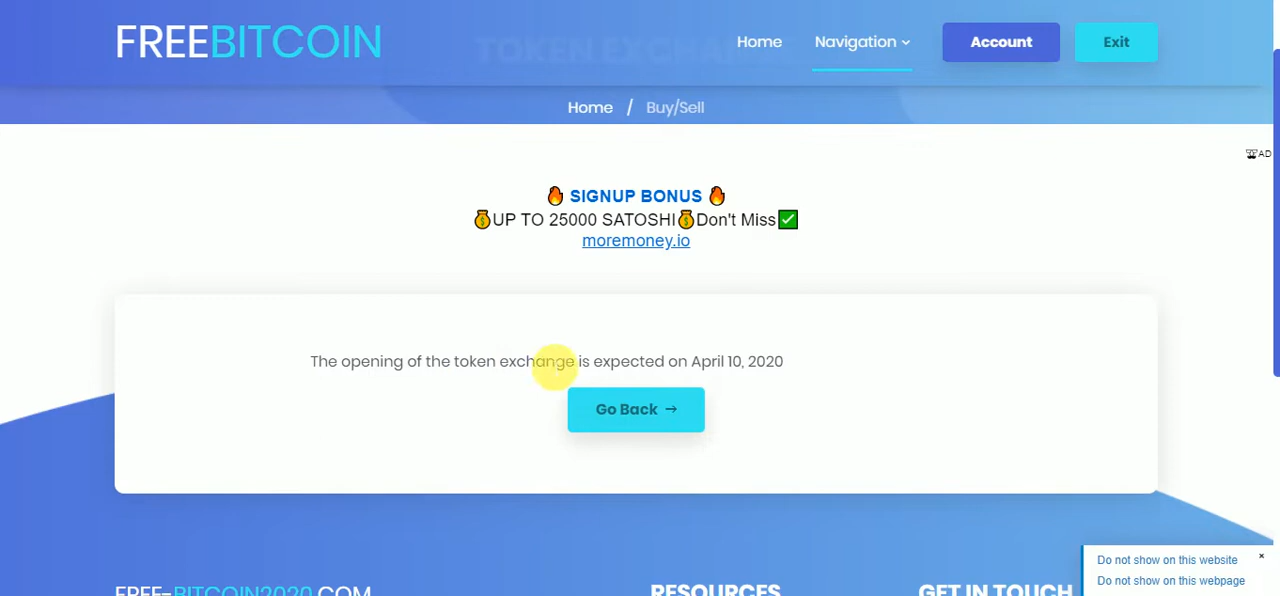 FREEBITCOIN
TOKEN EXCHA
Home
Navigation
Account
Exit
Home / Buy/Sell
AD
🔥 SIGNUP BONUS 🔥
💰UP TO 25000 SATOSHI💰Don't Miss✅
moremoney.io
The opening of the token exchange is expected on April 10, 2020
Go Back →
Do not show on this website
×
Do not show on this webpage
FREE-BITCOIN2020.COM
RESOURCES
GET IN TOUCH